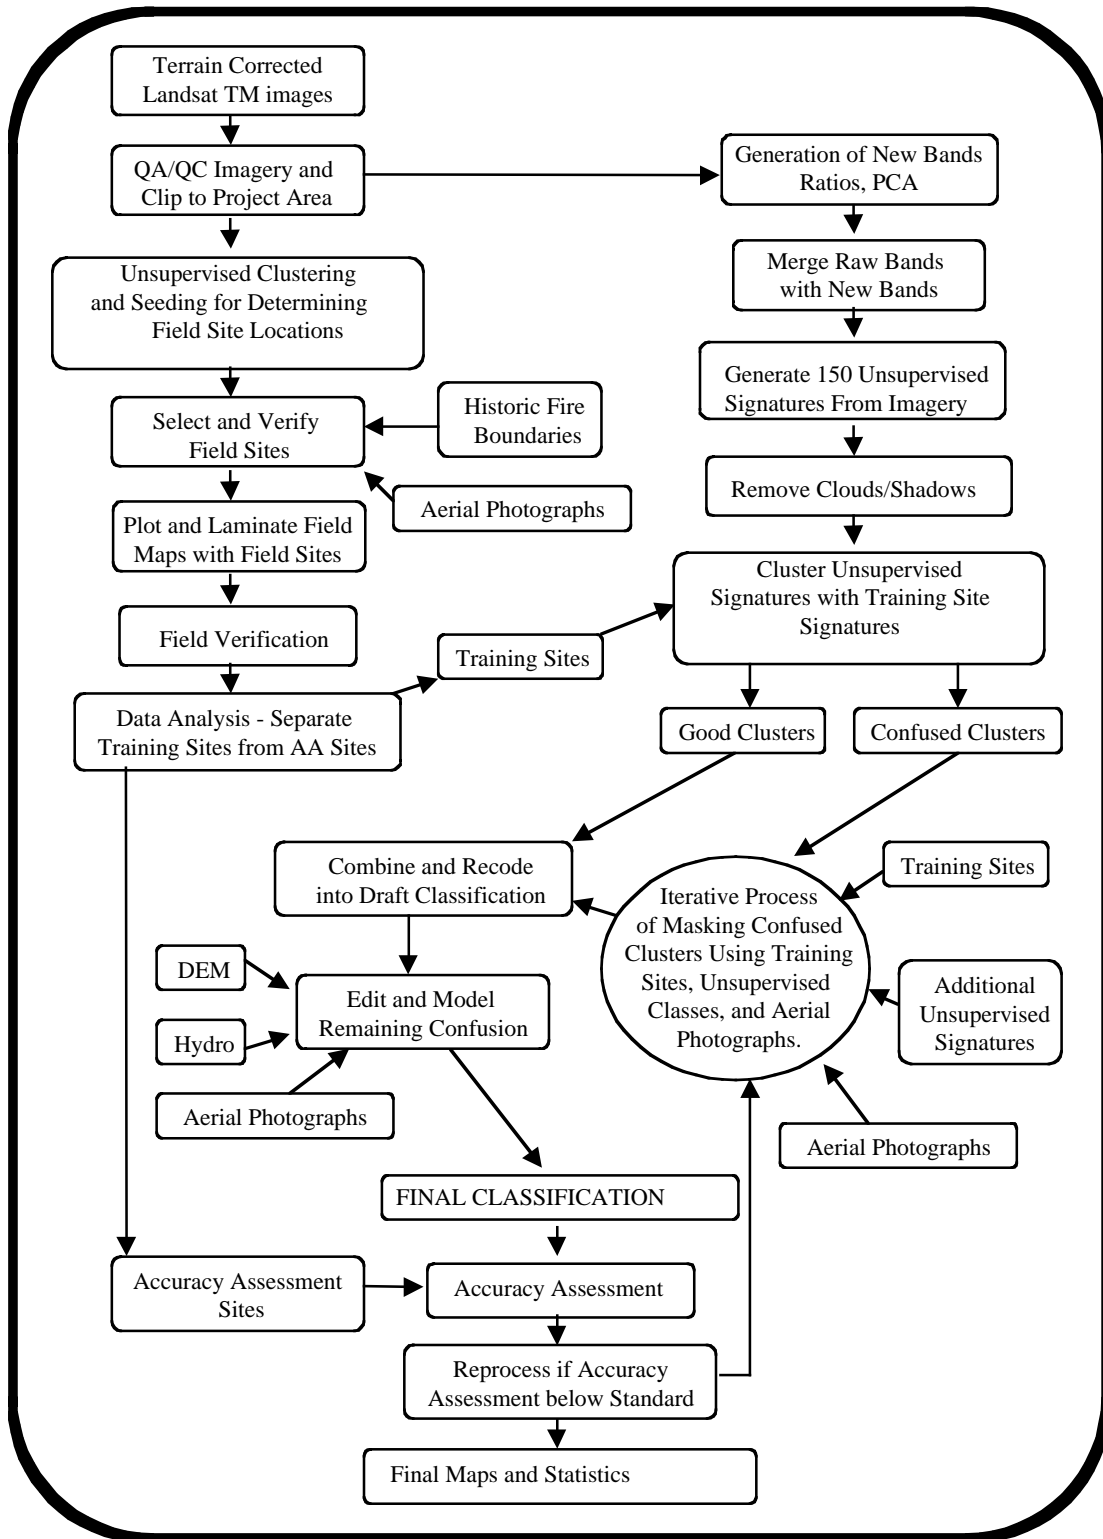 Terrain Corrected
Landsat TM images
QA/QC Imagery and
Clip to Project Area
Generation of New Bands
Ratios, PCA
Unsupervised Clustering
and Seeding for Determining
Field Site Locations
Merge Raw Bands
with New Bands
Generate 150 Unsupervised
Signatures From Imagery
Select and Verify
Field Sites
Historic Fire
Boundaries
Aerial Photographs
Remove Clouds/Shadows
Plot and Laminate Field
Maps with Field Sites
Cluster Unsupervised
Signatures with Training Site
Signatures
Field Verification
Training Sites
Data Analysis - Separate
Training Sites from AA Sites
Good Clusters
Confused Clusters
Combine and Recode
into Draft Classification
Iterative Process
of Masking Confused
Clusters Using Training
Sites, Unsupervised
Classes, and Aerial
Photographs.
Training Sites
DEM
Edit and Model
Remaining Confusion
Hydro
Additional
Unsupervised
Signatures
Aerial Photographs
Aerial Photographs
FINAL CLASSIFICATION
Accuracy Assessment
Sites
Accuracy Assessment
Reprocess if Accuracy
Assessment below Standard
Final Maps and Statistics